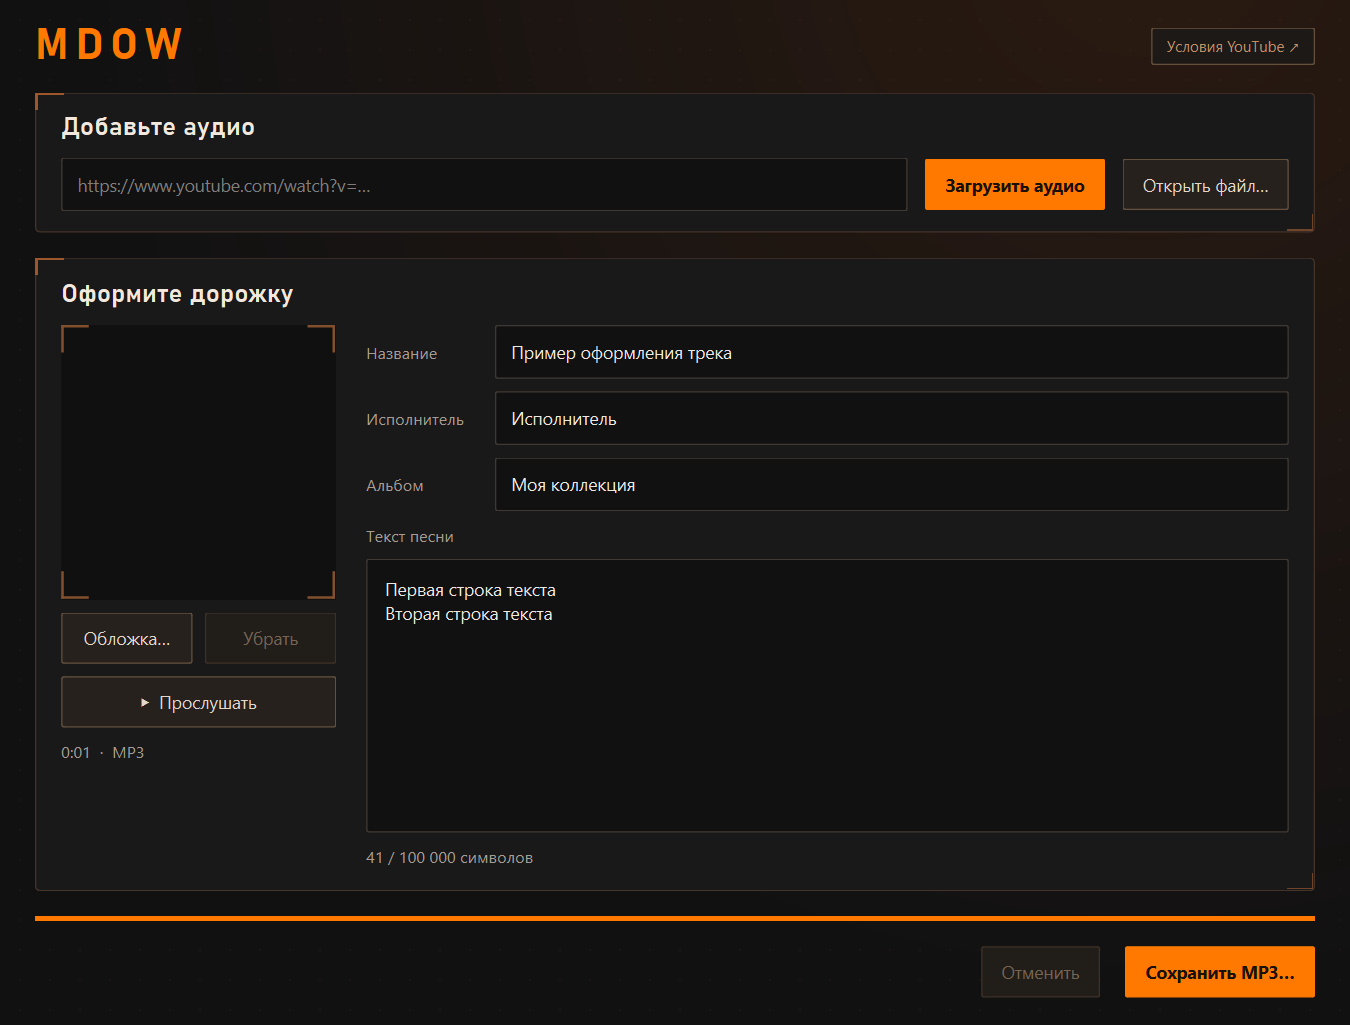 MDOW
Условия YouTube ↗
Добавьте аудио
https://www.youtube.com/watch?v=...
Загрузить аудио
Открыть файл...
Оформите дорожку
Название
Пример оформления трека
Исполнитель
Исполнитель
Альбом
Моя коллекция
Текст песни
Первая строка текста
Вторая строка текста
Обложка...
Убрать
▶ Прослушать
0:01 · MP3
41 / 100 000 символов
Отменить
Сохранить MP3...